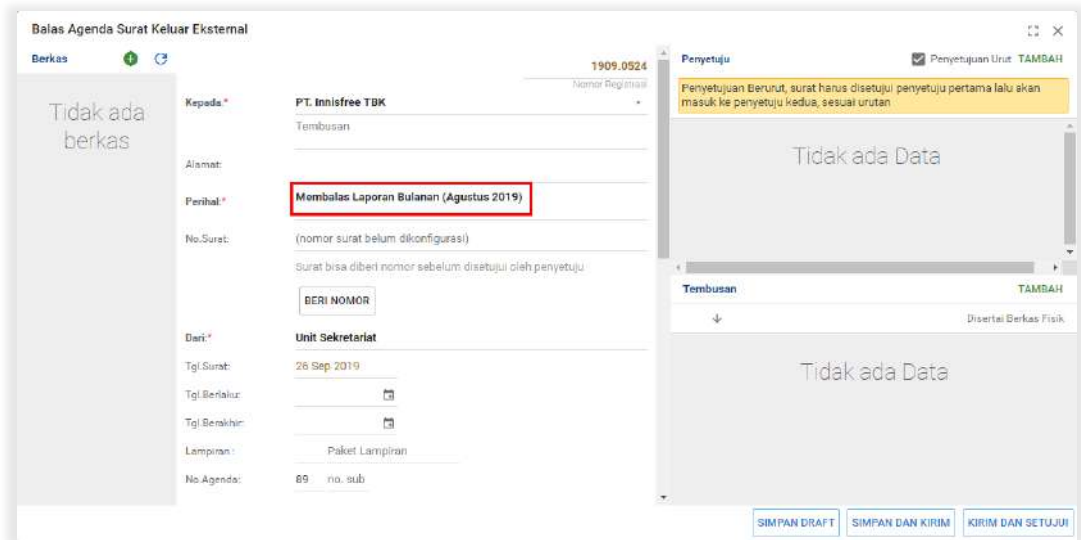 Balas Agenda Surat Keluar Eksternal
Berkas
Tidak ada
berkas
1909.0524
Nomor Registrasi
Kepada:*
PT. Innisfree TBK
Tembusan
Alamat:
Perihal:*
Membalas Laporan Bulanan (Agustus 2019)
No.Surat:
(nomor surat belum dikonfigurasi)
Surat bisa diberi nomor sebelum disetujui oleh penyetuju
BERI NOMOR
Dari:*
Unit Sekretariat
Tgl.Surat:
26 Sep 2019
Tgl.Berlaku:
Tgl.Berakhir:
Lampiran :
Paket Lampiran
No.Agenda:
89 no. sub
Penyetuju
Penyetujuan Urut TAMBAH
Penyetujuan Berurut, surat harus disetujui penyetuju pertama lalu akan
masuk ke penyetuju kedua, sesuai urutan
Tidak ada Data
Tembusan
TAMBAH
Disertai Berkas Fisik
Tidak ada Data
SIMPAN DRAFT
SIMPAN DAN KIRIM
KIRIM DAN SETUJUI